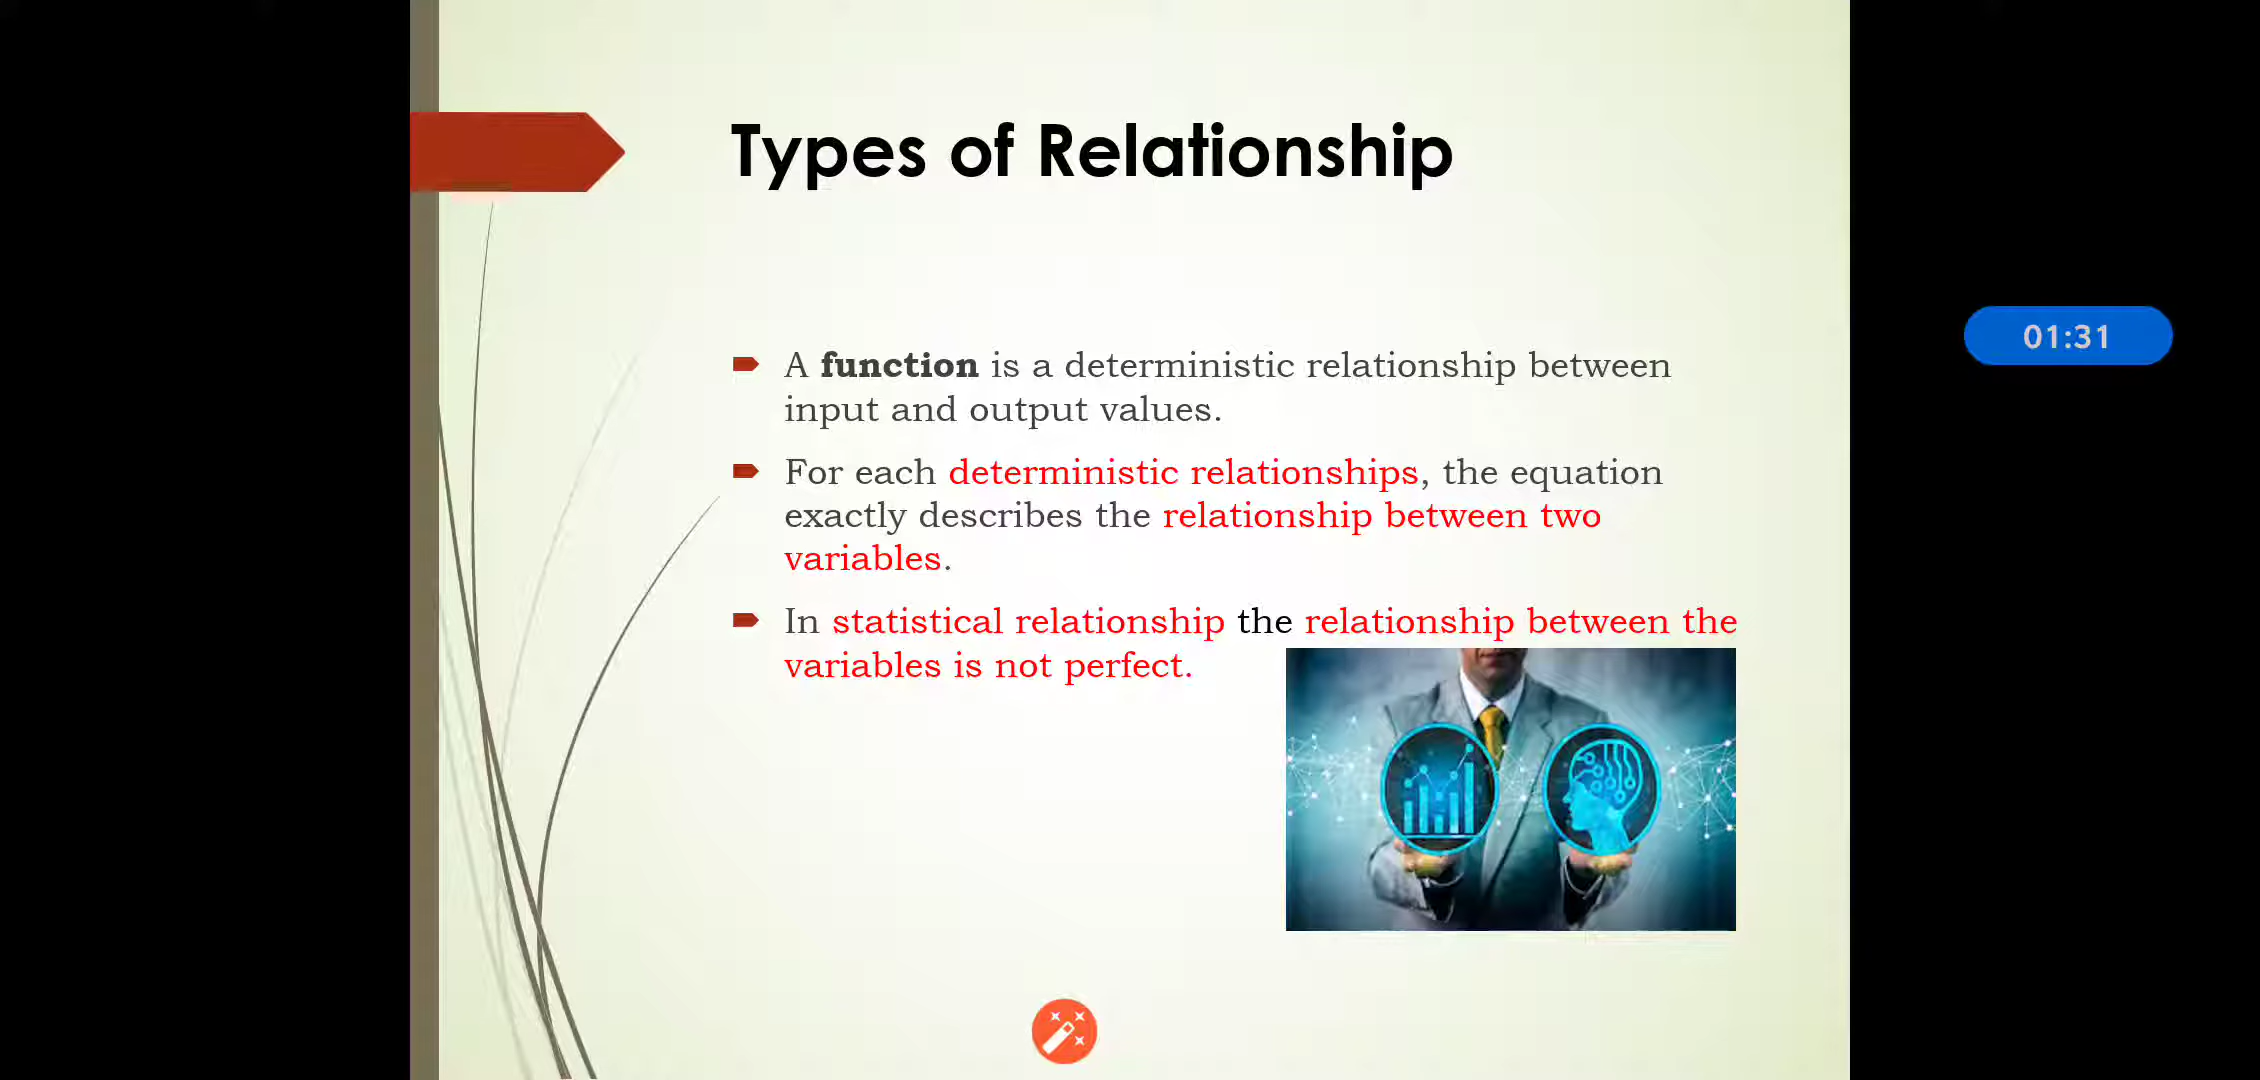 Types of Relationship
A function is a deterministic relationship between
input and output values.
For each deterministic relationships, the equation
exactly describes the relationship between two
variables.
In statistical relationship the relationship between the
variables is not perfect.
01:31